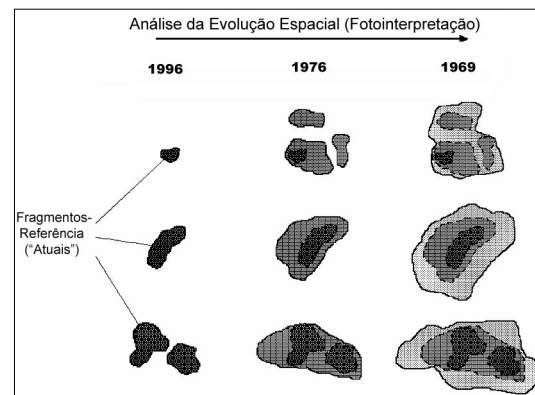 Análise da Evolução Espacial (Fotointerpretação)
1996 1976 1969
Fragmentos-
Referência
("Atuais")